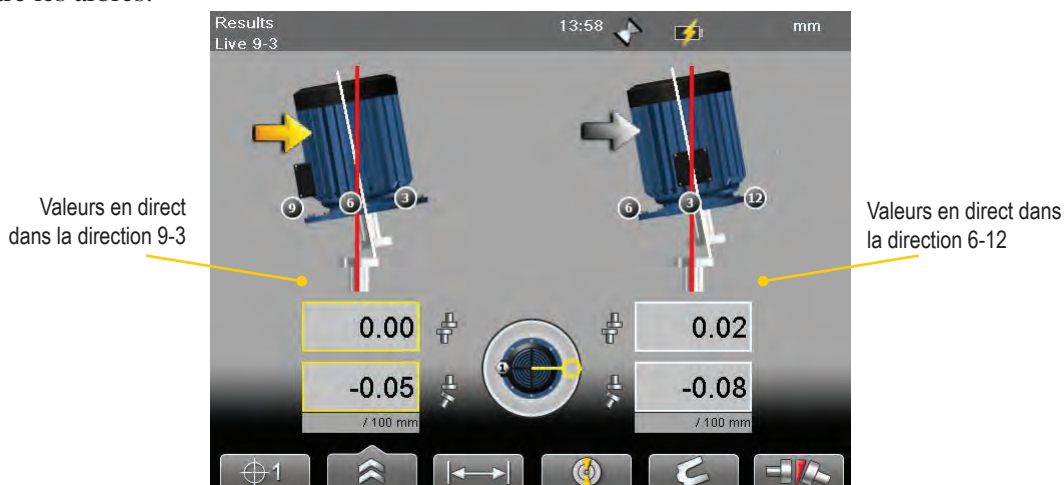 Results
Live 9-3
13:58
mm
9
6
3
6
3
12
Valeurs en direct
dans la direction 9-3
Valeurs en direct dans
la direction 6-12
0.00
0.02
1
-0.05
-0.08
/ 100 mm
/ 100 mm
1